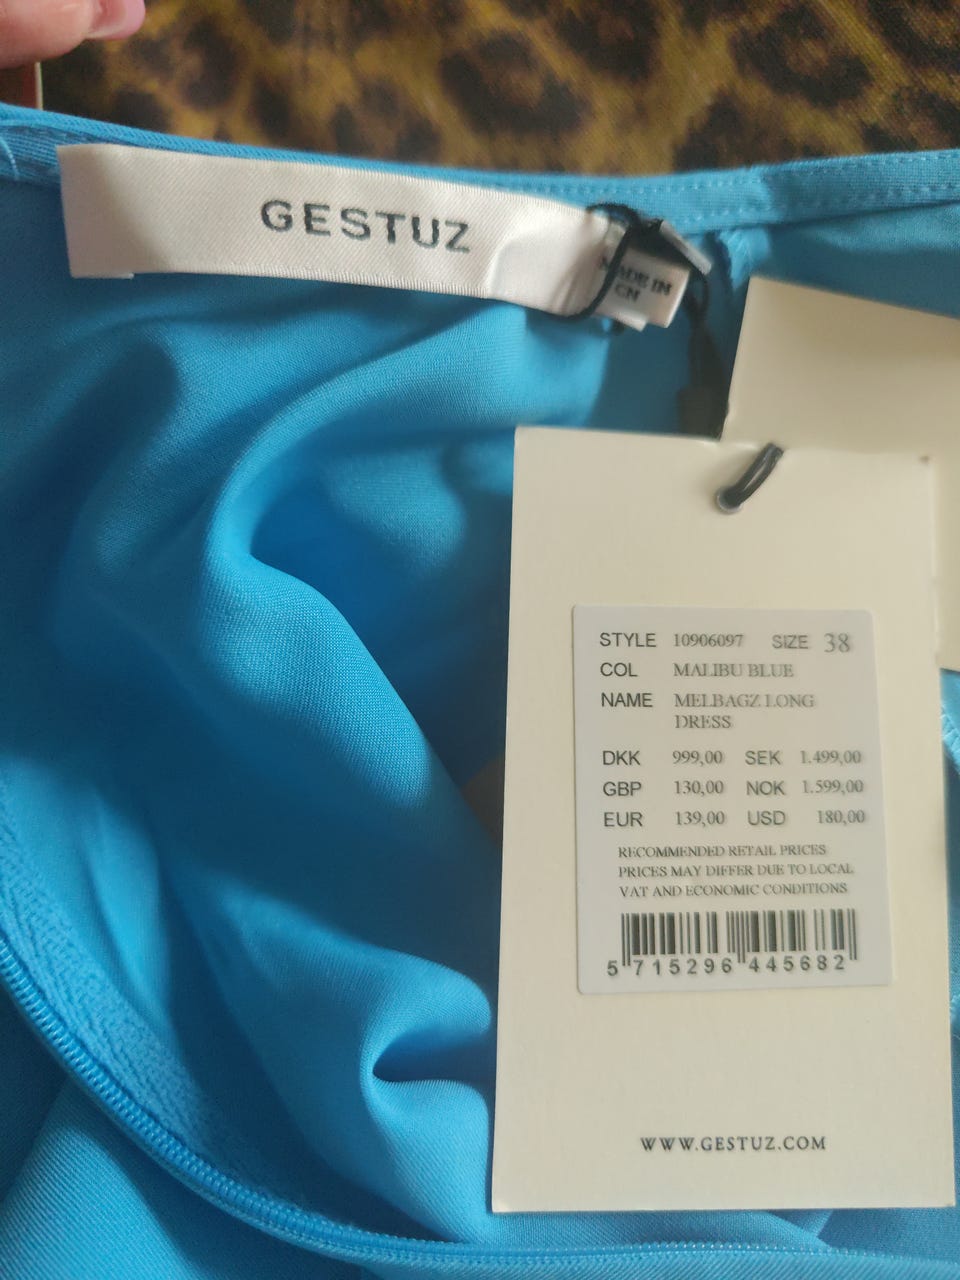 GESTUZ
MADE IN
CN
STYLE 10906097 SIZE 38
COL MALIBU BLUE
NAME MELBAGZ LONG
DRESS
DKK 999,00 SEK 1.499,00
GBP 130,00 NOK 1.599,00
EUR 139,00 USD 180,00
RECOMMENDED RETAIL PRICES
PRICES MAY DIFFER DUE TO LOCAL
VAT AND ECONOMIC CONDITIONS
5 715296 445682
WWW.GESTUZ.COM